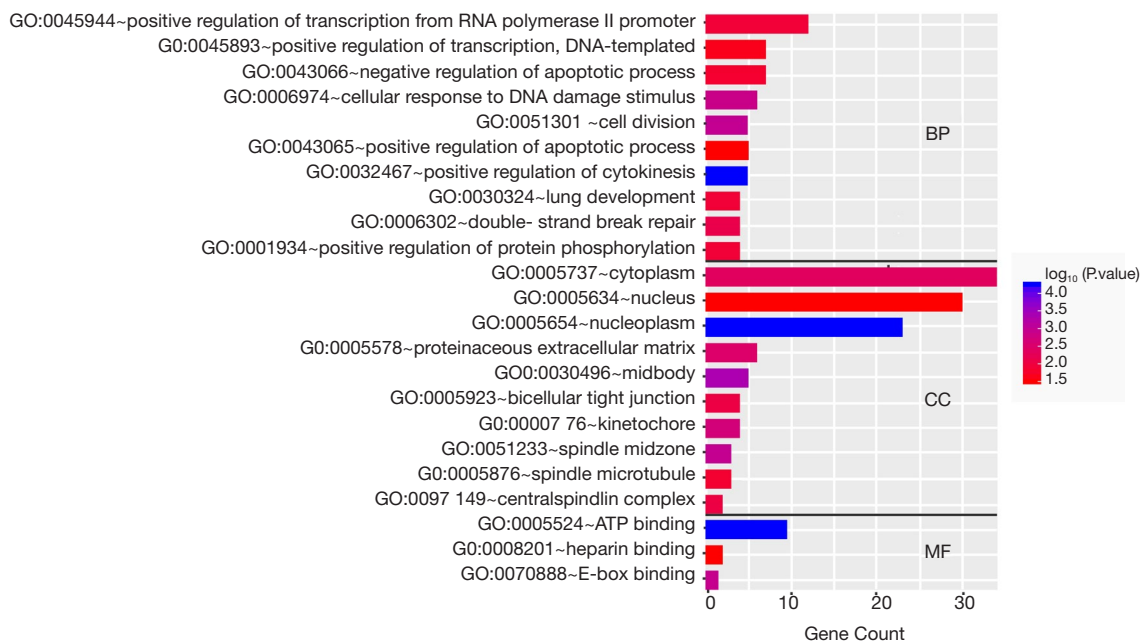 GO:0045944~positive regulation of transcription from RNA polymerase II promoter
G0:0045893~positive regulation of transcription, DNA-templated
GO:0043066~negative regulation of apoptotic process
GO:0006974~cellular response to DNA damage stimulus
GO:0051301 ~cell division
GO:0043065~positive regulation of apoptotic process
GO:0032467~positive regulation of cytokinesis
GO:0030324~lung development
GO:0006302~double- strand break repair
GO:0001934~positive regulation of protein phosphorylation
BP
GO:0005737~cytoplasm
GO:0005634~nucleus
GO:0005654~nucleoplasm
G0:0005578~proteinaceous extracellular matrix
GO0:0030496~midbody
GO:0005923~bicellular tight junction
G0:00007 76~kinetochore
GO:0051233~spindle midzone
G0:0005876~spindle microtubule
GO:0097 149~centralspindlin complex
CC
GO:0005524~ATP binding
G0:0008201~heparin binding
GO:0070888~E-box binding
MF
0 10 20 30
Gene Count
log₁₀ (P.value)
4.0
3.5
3.0
2.5
2.0
1.5